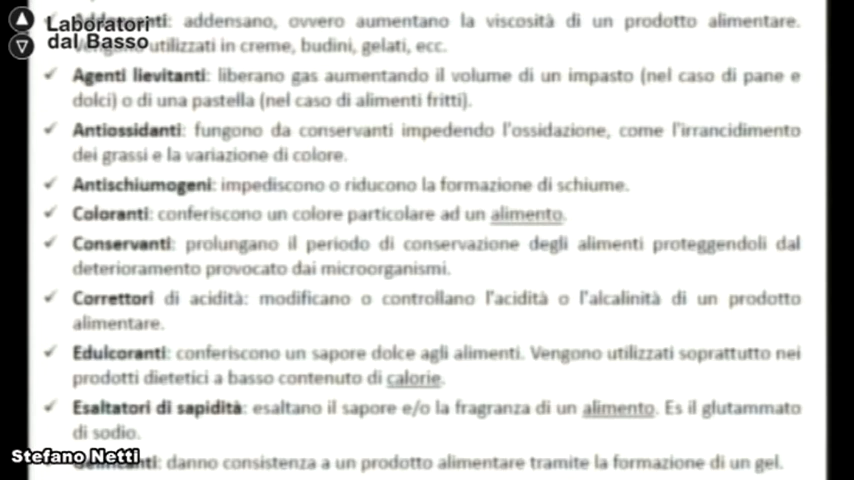 Laboratori
dal Basso
Addensanti: addensano, ovvero aumentano la viscosità di un prodotto alimentare.
Vengono utilizzati in creme, budini, gelati, ecc.
Agenti lievitanti: liberano gas aumentando il volume di un impasto (nel caso di pane e
dolci) o di una pastella (nel caso di alimenti fritti).
Antiossidanti: fungono da conservanti impedendo l'ossidazione, come l'irrancidimento
dei grassi e la variazione di colore.
Antischiumogeni: impediscono o riducono la formazione di schiume.
Coloranti: conferiscono un colore particolare ad un alimento.
Conservanti: prolungano il periodo di conservazione degli alimenti proteggendoli dal
deterioramento provocato dai microorganismi.
Correttori di acidità: modificano o controllano l'acidità o l'alcalinità di un prodotto
alimentare.
Edulcoranti: conferiscono un sapore dolce agli alimenti. Vengono utilizzati soprattutto nei
prodotti dietetici a basso contenuto di calorie.
Esaltatori di sapidità: esaltano il sapore e/o la fragranza di un alimento. Es il glutammato
di sodio.
danno consistenza a un prodotto alimentare tramite la formazione di un gel.
Stefano Netti